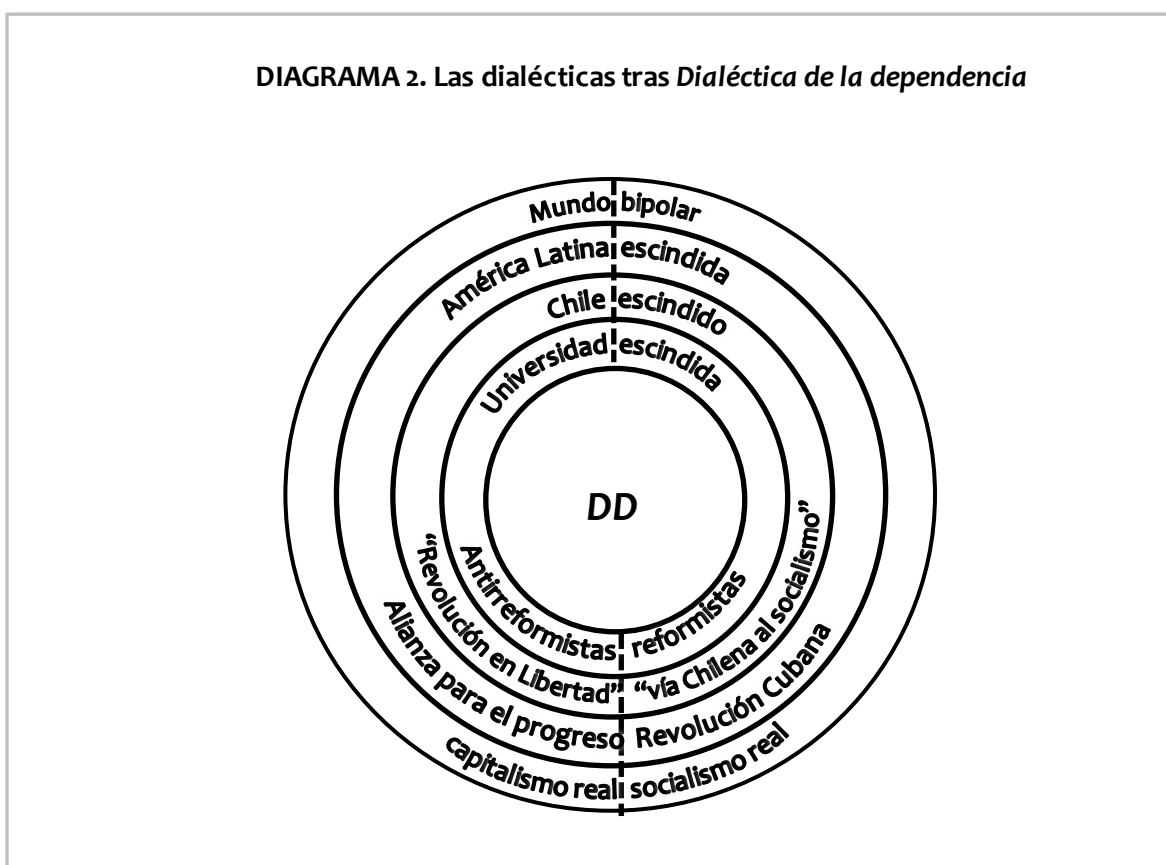 DIAGRAMA 2. Las dialécticas tras Dialéctica de la dependencia
Mundo bipolar
América Latina escindida
Chile escindido
Universidad escindida
DD
Antirreformistas reformistas
“Revolución en Libertad” “vía Chilena al socialismo”
Alianza para el progreso Revolución Cubana
capitalismo real socialismo real